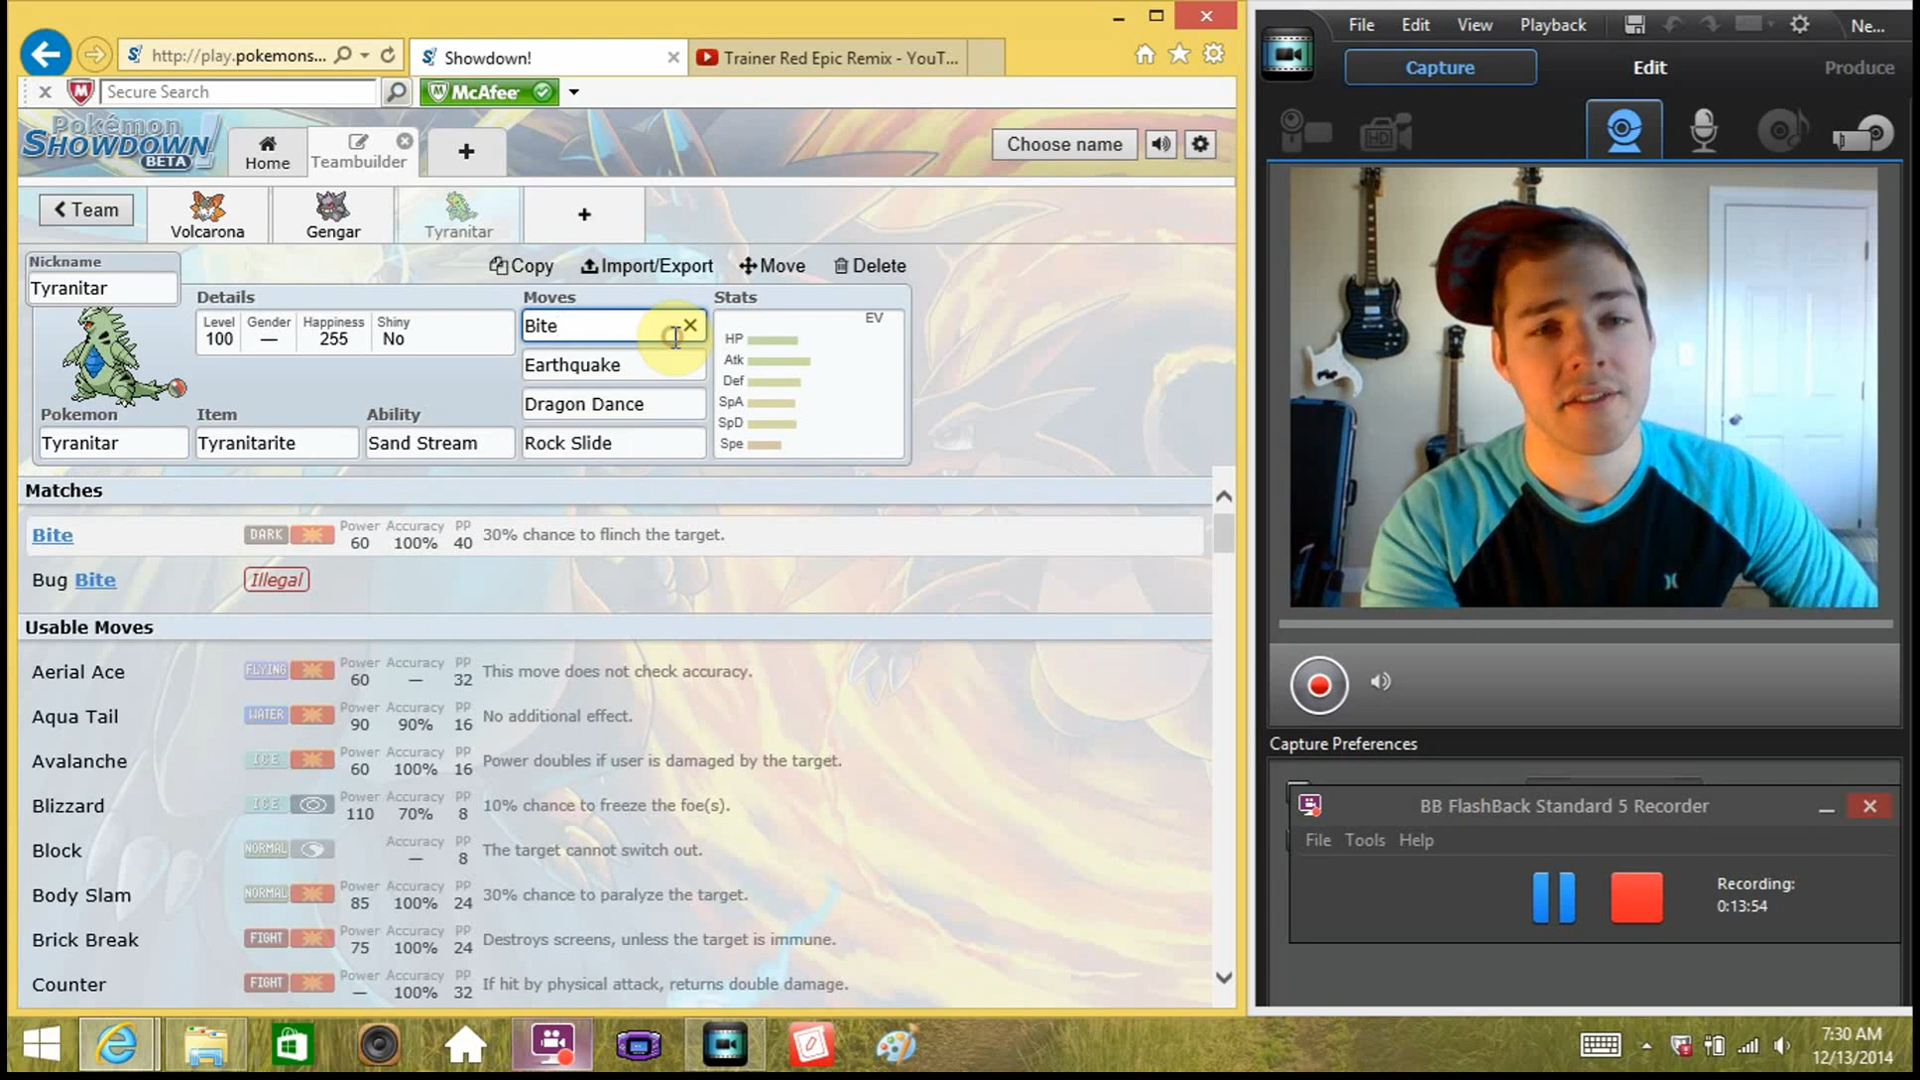 http://play.pokemons...
Showdown!
Trainer Red Epic Remix - YouT...
Secure Search
McAfee
Pokémon
SHOWDOWN!
BETA
Home
Teambuilder
+
Choose name
< Team
Volcarona
Gengar
Tyranitar
+
Nickname
Tyranitar
Copy
Import/Export
Move
Delete
Details
Level
100
Gender
—
Happiness
255
Shiny
No
Pokemon
Tyranitar
Item
Tyranitarite
Ability
Sand Stream
Moves
Bite
Earthquake
Dragon Dance
Rock Slide
Stats
EV
HP
Atk
Def
SpA
SpD
Spe
Matches
Bite DARK Power 60 Accuracy 100% PP 40 30% chance to flinch the target.
Bug Bite Illegal
Usable Moves
Aerial Ace FLYING Power 60 Accuracy — PP 32 This move does not check accuracy.
Aqua Tail WATER Power 90 Accuracy 90% PP 16 No additional effect.
Avalanche ICE Power 60 Accuracy 100% PP 16 Power doubles if user is damaged by the target.
Blizzard ICE Power 110 Accuracy 70% PP 8 10% chance to freeze the foe(s).
Block NORMAL Accuracy — PP 8 The target cannot switch out.
Body Slam NORMAL Power 85 Accuracy 100% PP 24 30% chance to paralyze the target.
Brick Break FIGHT Power 75 Accuracy 100% PP 24 Destroys screens, unless the target is immune.
Counter FIGHT Power — Accuracy 100% PP 32 If hit by physical attack, returns double damage.
File Edit View Playback
Ne...
Capture
Edit
Produce
HD
Capture Preferences
BB FlashBack Standard 5 Recorder
File Tools Help
Recording:
0:13:54
7:30 AM
12/13/2014